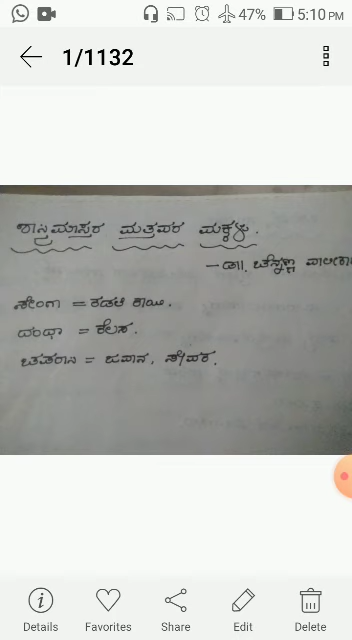 47% 5:10 PM
1/1132
ಶಾಸ್ತ್ರಿಮಾಸ್ತರ ಮತ್ತವರ ಮಕ್ಕಳು.
- ಡಾ||. ಚೆನ್ನಣ್ಣಾ ವಾಲೀಕಾ
ಶೇಂಗಾ = ಕಡಲೆ ಕಾಯಿ.
ದಂಧಾ = ಕೆಲಸ.
ಚಪರಾಸಿ = ಜವಾನ, ಸೇವಕ.
Details Favorites Share Edit Delete